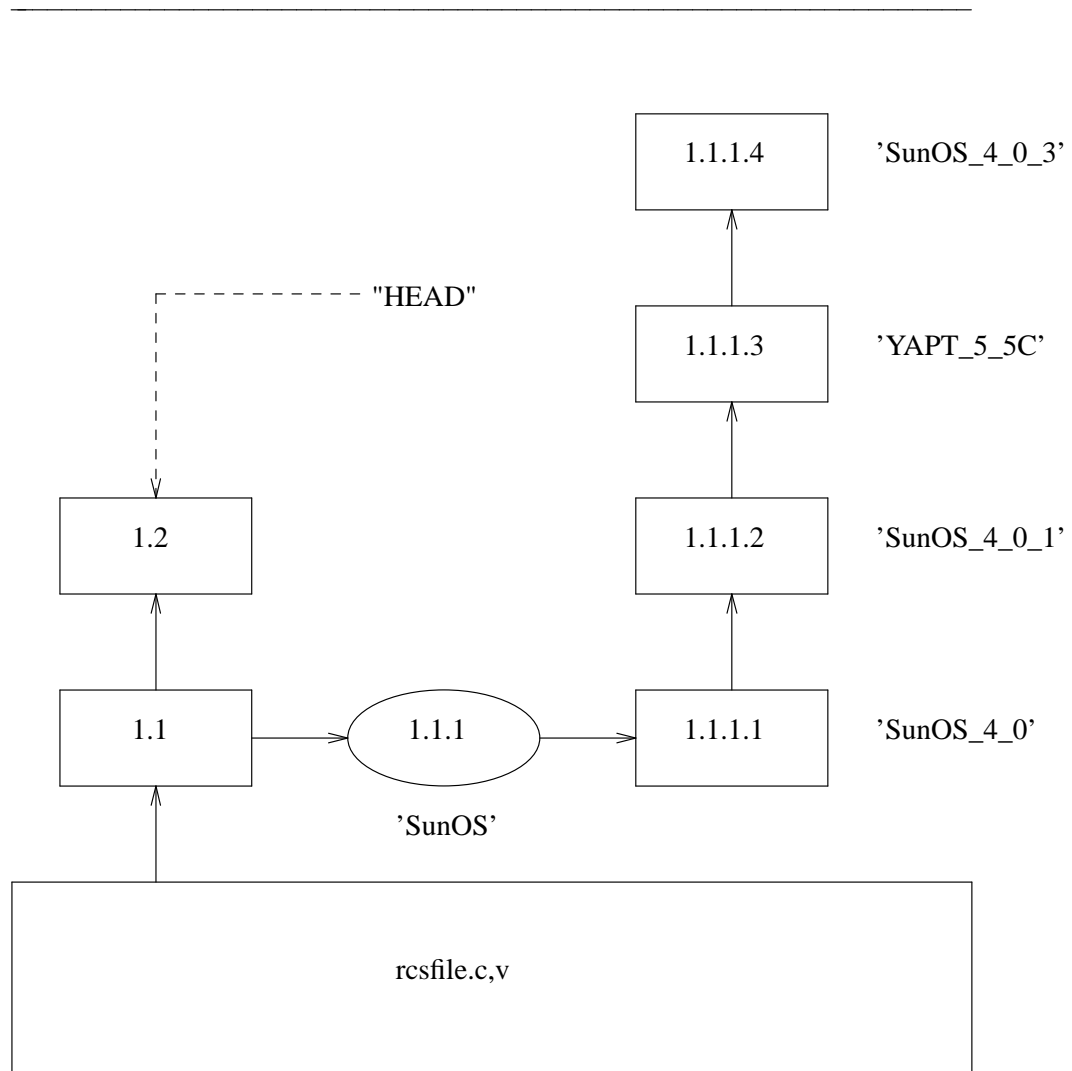 1.1.1.4 ’SunOS_4_0_3’
"HEAD"
1.1.1.3 ’YAPT_5_5C’
1.2 1.1.1.2 ’SunOS_4_0_1’
1.1 1.1.1 1.1.1.1 ’SunOS_4_0’
’SunOS’
rcsfile.c,v